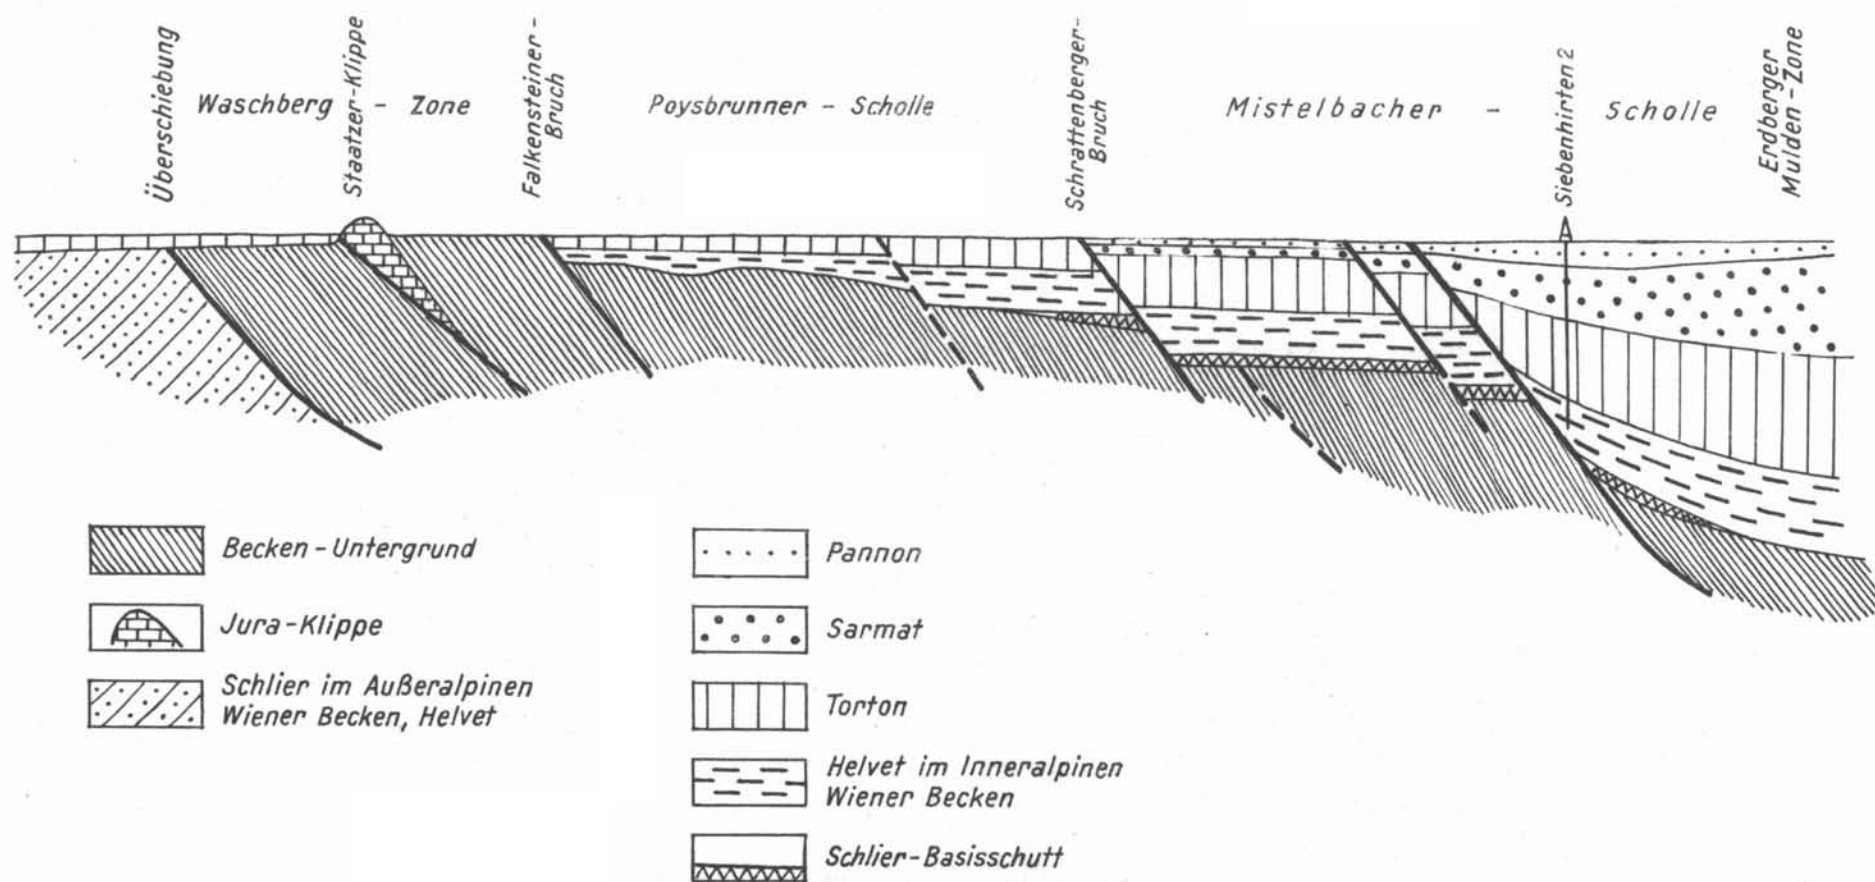 Überschiebung
Waschberg - Zone
Staatzer-Klippe
Falkensteiner-
Bruch
Poysbrunner - Scholle
Schrattenberger-
Bruch
Mistelbacher - Scholle
Siebenhirten 2
Erdberger
Mulden-Zone
Becken-Untergrund
Jura-Klippe
Schlier im Außeralpinen
Wiener Becken, Helvet
Pannon
Sarmat
Torton
Helvet im Inneralpinen
Wiener Becken
Schlier-Basisschutt